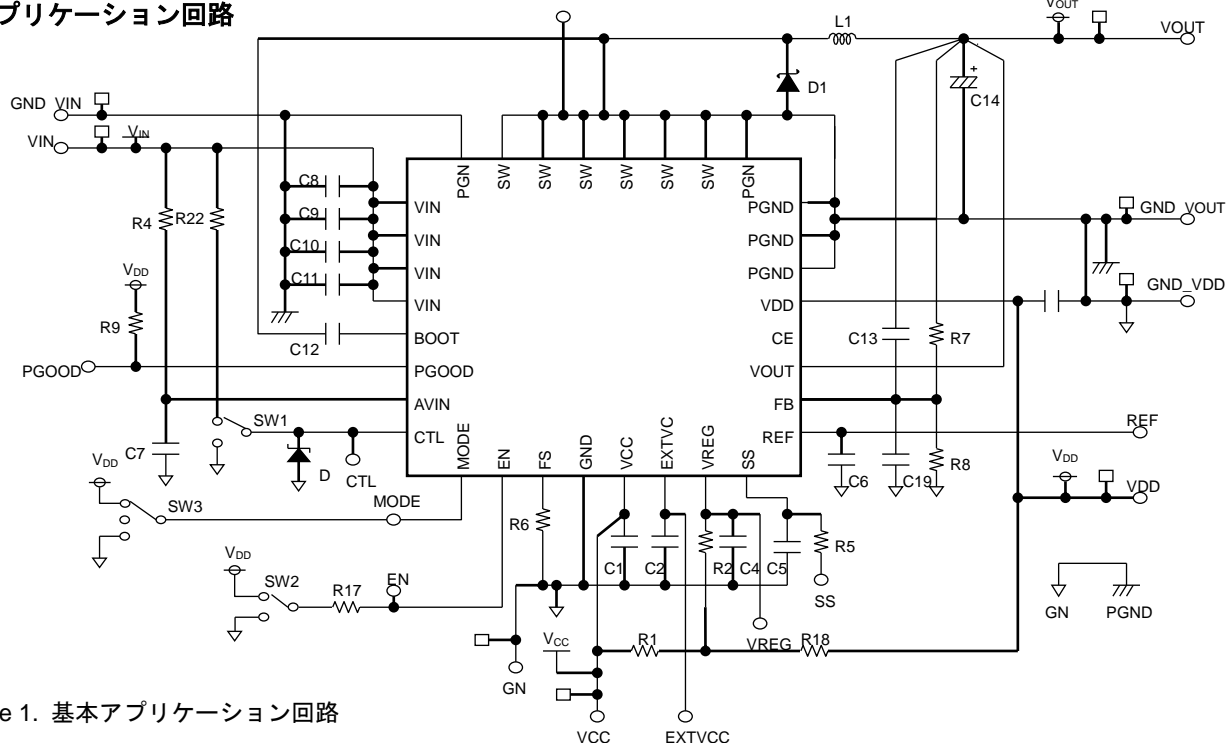 プリケーション回路
VOUT
L1
VOUT
D1
C14
GND_VIN
VIN
VIN
PGN
SW
SW
SW
SW
SW
SW
PGN
C8
C9
C10
C11
R4
R22
VIN
VIN
VIN
VIN
PGND
PGND
PGND
GND_VOUT
VDD
GND_VDD
VDD
R9
C12
BOOT
CE
C13
R7
PGOOD
PGOOD
VOUT
AVIN
FB
SW1
CTL
REF
REF
C7
D
CTL
MODE
EN
FS
GND
VCC
EXTVC
VREG
SS
C6
C19
R8
VDD
SW3
MODE
VDD
VDD
R6
C1
C2
R2
C4
C5
R5
VDD
SW2
R17
EN
SS
GN
PGND
VCC
R1
VREG
R18
GN
VCC
EXTVCC
e 1. 基本アプリケーション回路